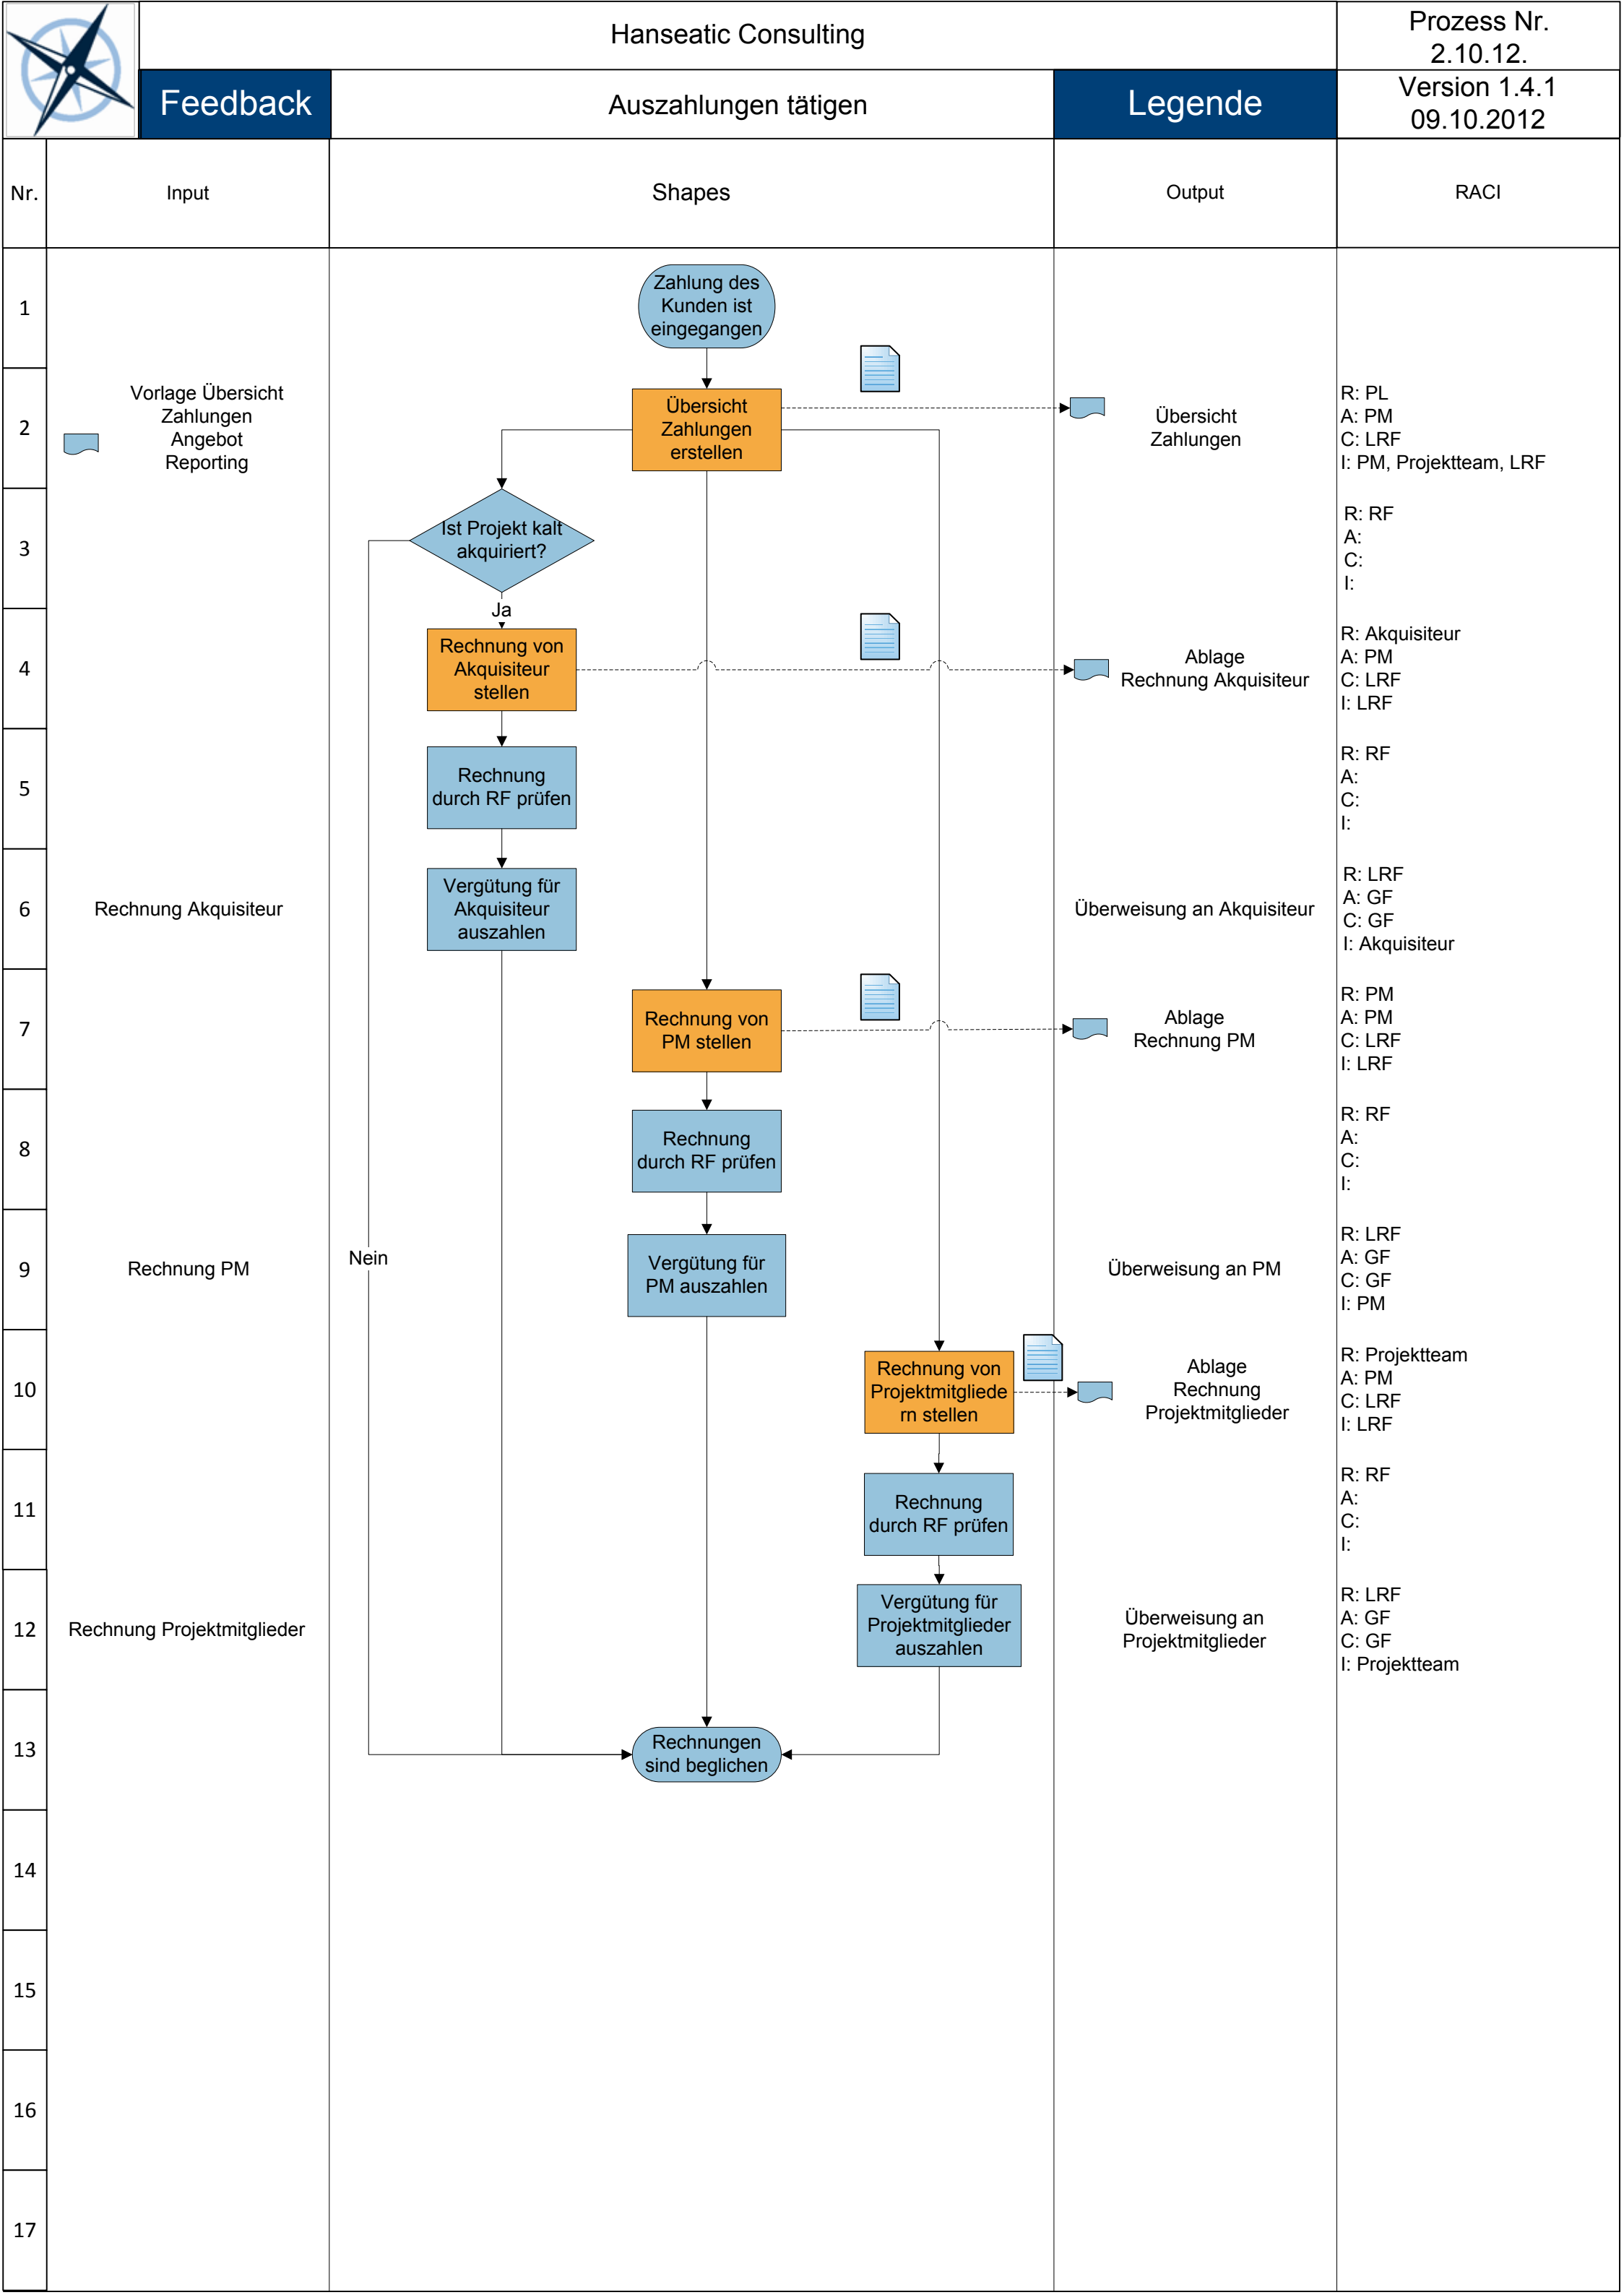 Hanseatic Consulting
Prozess Nr.
2.10.12.
Feedback
Auszahlungen tätigen
Legende
Version 1.4.1
09.10.2012
Nr.
Input
Shapes
Output
RACI
1
Zahlung des
Kunden ist
eingegangen
2
Vorlage Übersicht
Zahlungen
Angebot
Reporting
Übersicht
Zahlungen
erstellen
Übersicht
Zahlungen
R: PL
A: PM
C: LRF
I: PM, Projektteam, LRF
3
Ist Projekt kalt
akquiriert?
R: RF
A:
C:
I:
Ja
4
Rechnung von
Akquisiteur
stellen
Ablage
Rechnung Akquisiteur
R: Akquisiteur
A: PM
C: LRF
I: LRF
5
Rechnung
durch RF prüfen
R: RF
A:
C:
I:
6
Rechnung Akquisiteur
Vergütung für
Akquisiteur
auszahlen
Überweisung an Akquisiteur
R: LRF
A: GF
C: GF
I: Akquisiteur
7
Rechnung von
PM stellen
Ablage
Rechnung PM
R: PM
A: PM
C: LRF
I: LRF
8
Rechnung
durch RF prüfen
R: RF
A:
C:
I:
9
Rechnung PM
Nein
Vergütung für
PM auszahlen
Überweisung an PM
R: LRF
A: GF
C: GF
I: PM
10
Rechnung von
Projektmitgliede
rn stellen
Ablage
Rechnung
Projektmitglieder
R: Projektteam
A: PM
C: LRF
I: LRF
11
Rechnung
durch RF prüfen
R: RF
A:
C:
I:
12
Rechnung Projektmitglieder
Vergütung für
Projektmitglieder
auszahlen
Überweisung an
Projektmitglieder
R: LRF
A: GF
C: GF
I: Projektteam
13
Rechnungen
sind beglichen
14
15
16
17